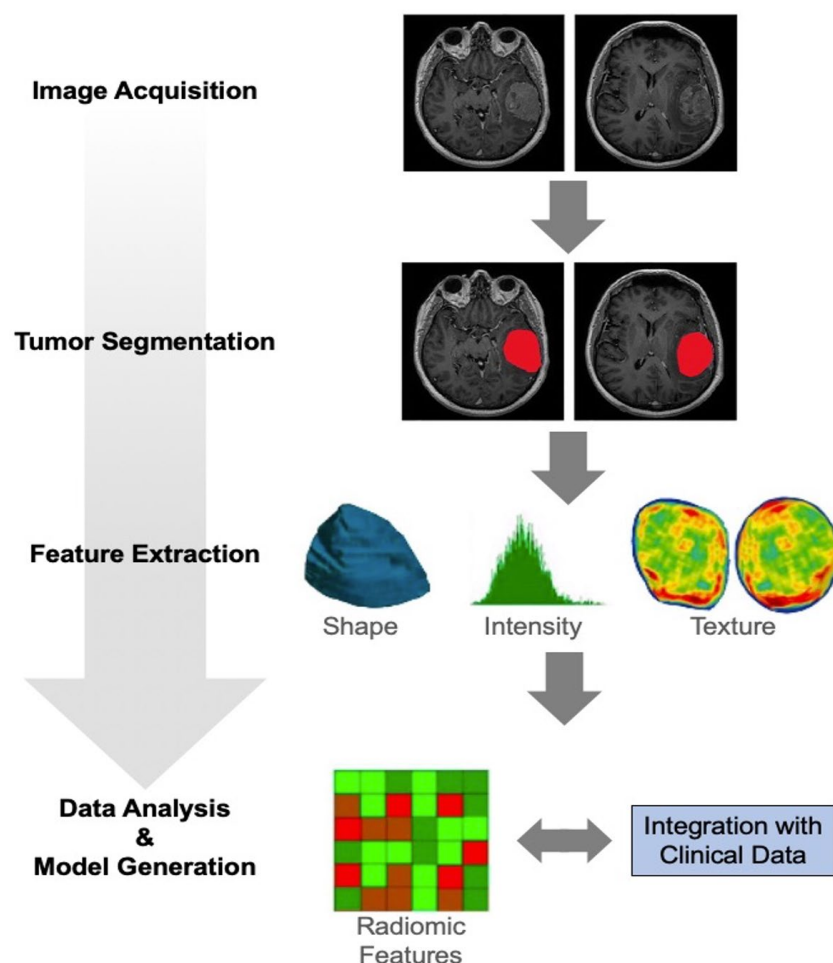 Image Acquisition
Tumor Segmentation
Feature Extraction
Shape
Intensity
Texture
Data Analysis
&
Model Generation
Radiomic
Features
Integration with
Clinical Data